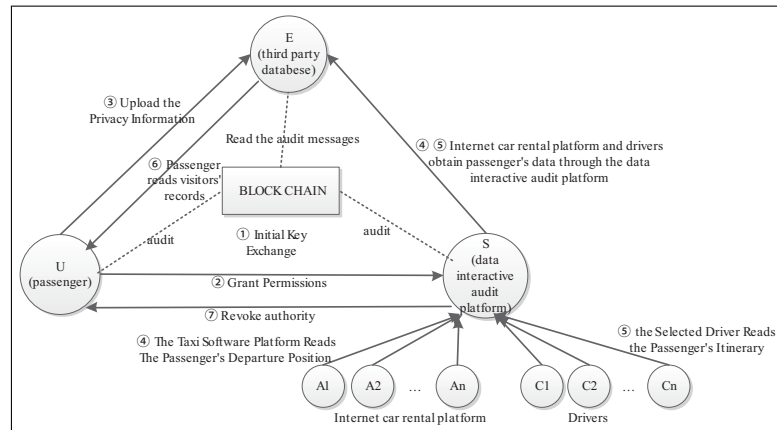 E
(third party
databese)
③ Upload the
Privacy Information
Read the audit messages
④ ⑤ Internet car rental platform and drivers
obtain passenger's data through the data
interactive audit platform
⑥ Passenger
reads visitors'
records
BLOCK CHAIN
① Initial Key
Exchange
audit
audit
U
(passenger)
S
(data
interactive
audit
platform)
② Grant Permissions
⑦ Revoke authority
④ The Taxi Software Platform Reads
The Passenger's Departure Position
⑤ the Selected Driver Reads
the Passenger's Itinerary
A1
A2
...
An
C1
C2
...
Cn
Internet car rental platform
Drivers